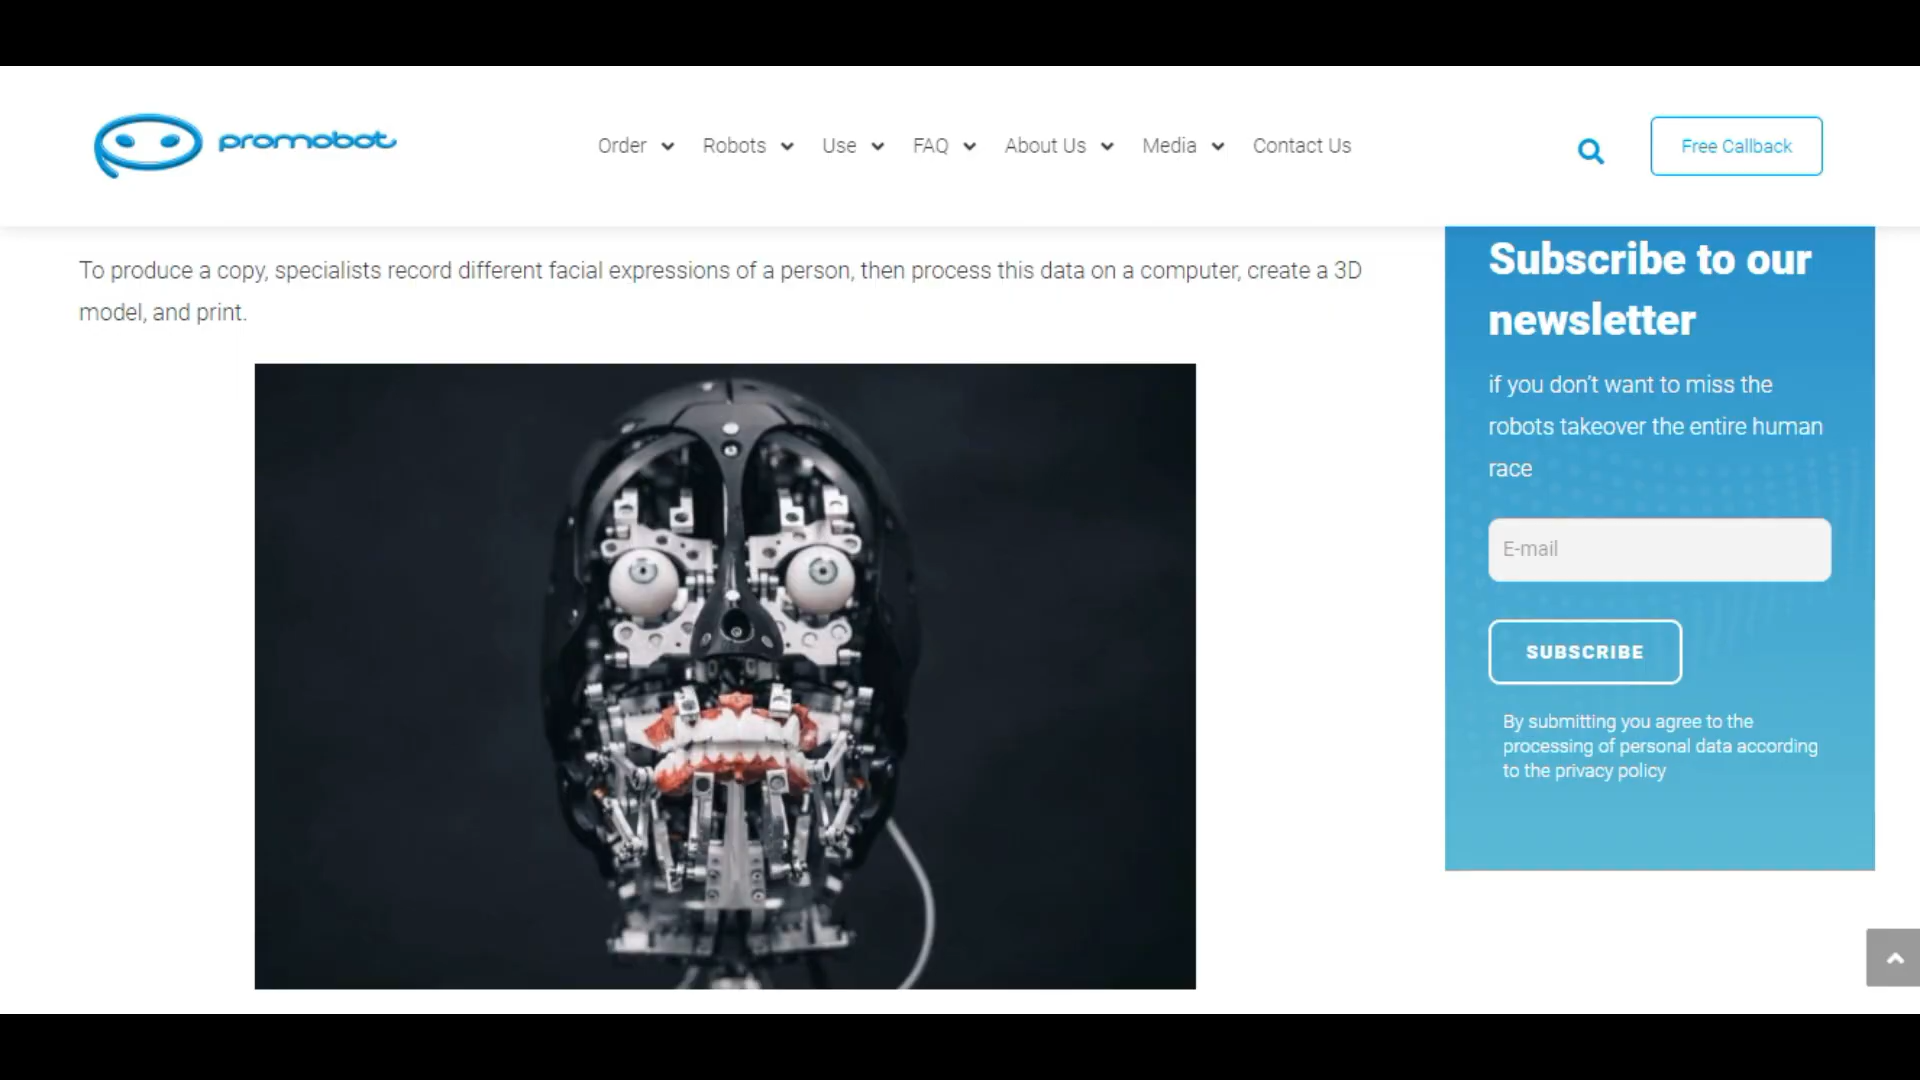 promobot
Order Robots Use FAQ About Us Media Contact Us
Free Callback
To produce a copy, specialists record different facial expressions of a person, then process this data on a computer, create a 3D
model, and print.
Subscribe to our
newsletter
if you don't want to miss the
robots takeover the entire human
race
E-mail
SUBSCRIBE
By submitting you agree to the
processing of personal data according
to the privacy policy